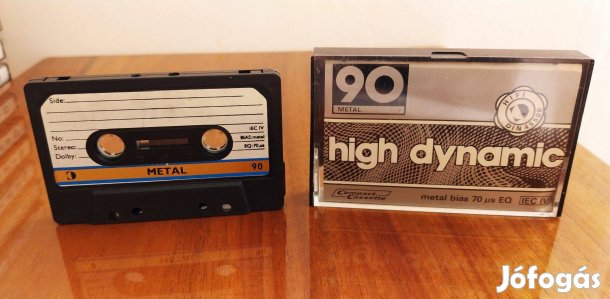 Side:
No:
Stereo:
Dolby:
IEC IV
BIAS:metal
EQ:70 µs
METAL
90
90
METAL
HIFI
DIN 45500
high dynamic
Compact
Cassette
metal bias 70 µs EQ
IEC IV
Jófogás